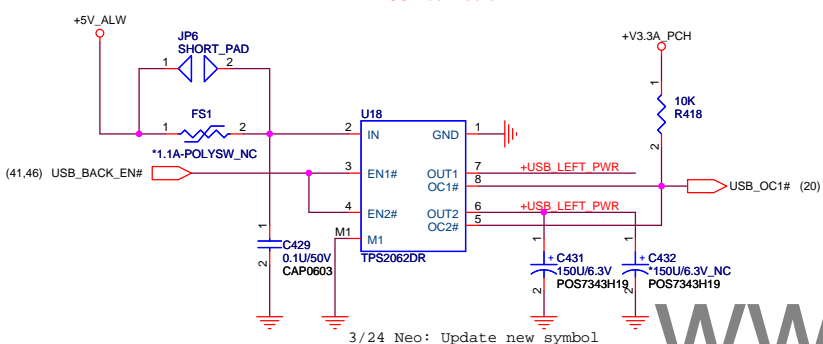 +5V_ALW
JP6
SHORT_PAD
1 2
FS1
1 2
*1.1A-POLYSW_NC
(41,46) USB_BACK_EN#
U18
2 IN GND 1
3 EN1# OUT1 7
OC1# 8
4 EN2# OUT2 6
OC2# 5
M1 M1
TPS2062DR
+USB_LEFT_PWR
+USB_LEFT_PWR
+V3.3A_PCH
1
10K
R418
2
USB_OC1# (20)
1
C429
0.1U/50V
CAP0603
2
1
+ C431
150U/6.3V
POS7343H19
2
1
+ C432
*150U/6.3V_NC
POS7343H19
2
3/24 Neo: Update new symbol